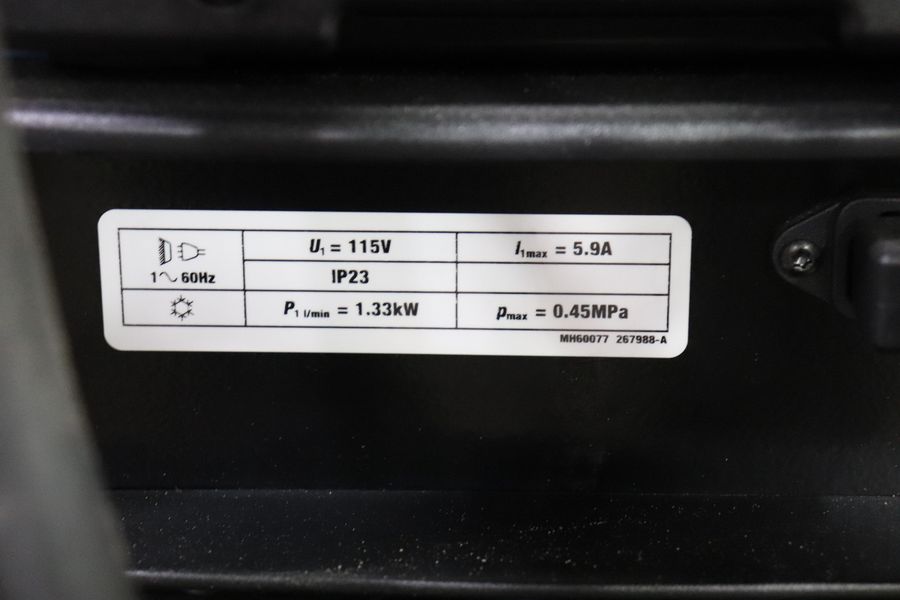 U₁ = 115V
I₁max = 5.9A
1~ 60Hz
IP23
P₁ l/min = 1.33kW
pmax = 0.45MPa
MH60077 267988-A